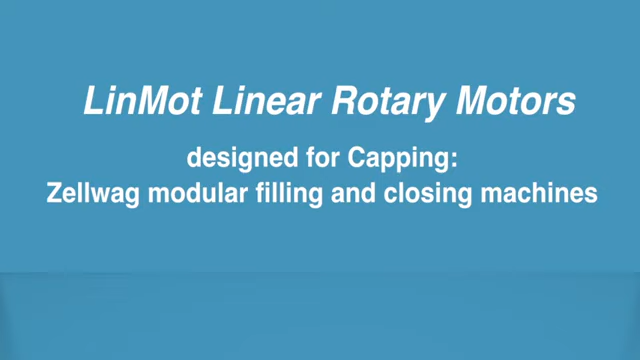 LinMot Linear Rotary Motors
designed for Capping:
Zellwag modular filling and closing machines